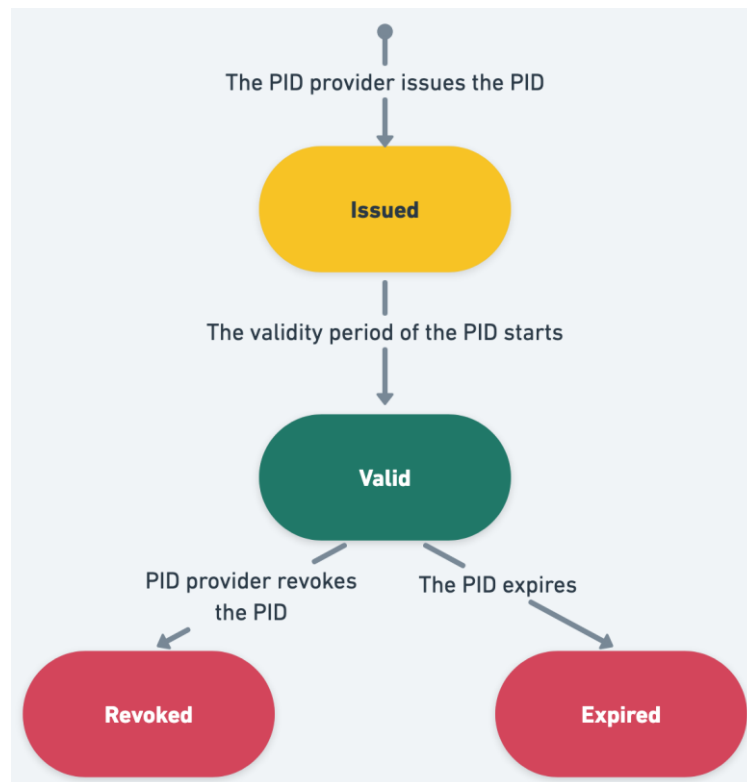 The PID provider issues the PID
Issued
The validity period of the PID starts
Valid
PID provider revokes
the PID
The PID expires
Revoked
Expired